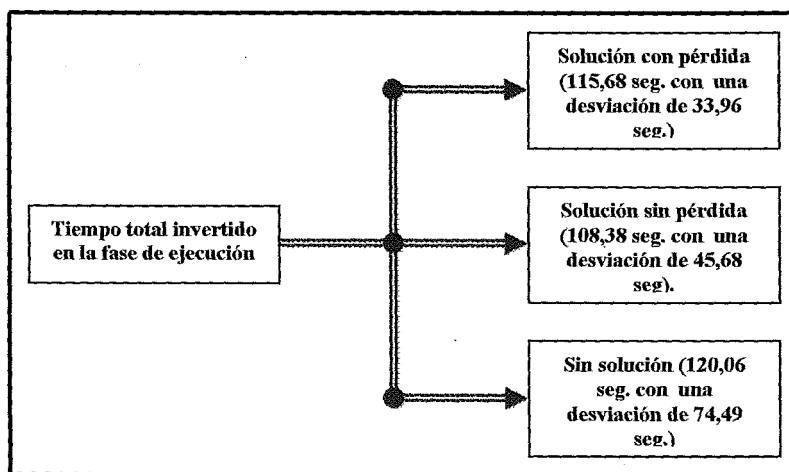 Solución con pérdida
(115,68 seg. con una
desviación de 33,96
seg.)
Tiempo total invertido
en la fase de ejecución
Solución sin pérdida
(108,38 seg. con una
desviación de 45,68
seg).
Sin solución (120,06
seg. con una
desviación de 74,49
seg.)